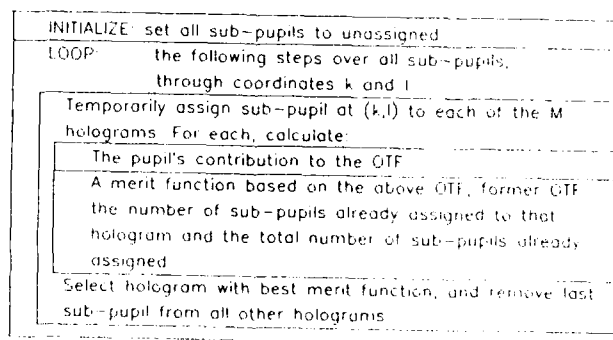 INITIALIZE: set all sub-pupils to unassigned
LOOP: the following steps over all sub-pupils,
through coordinates k and l
Temporarily assign sub-pupil at (k,l) to each of the M
holograms. For each, calculate:
The pupil's contribution to the OTF
A merit function based on the above OTF, former OTF
the number of sub-pupils already assigned to that
hologram and the total number of sub-pupils already
assigned
Select hologram with best merit function, and remove last
sub-pupil from all other holograms